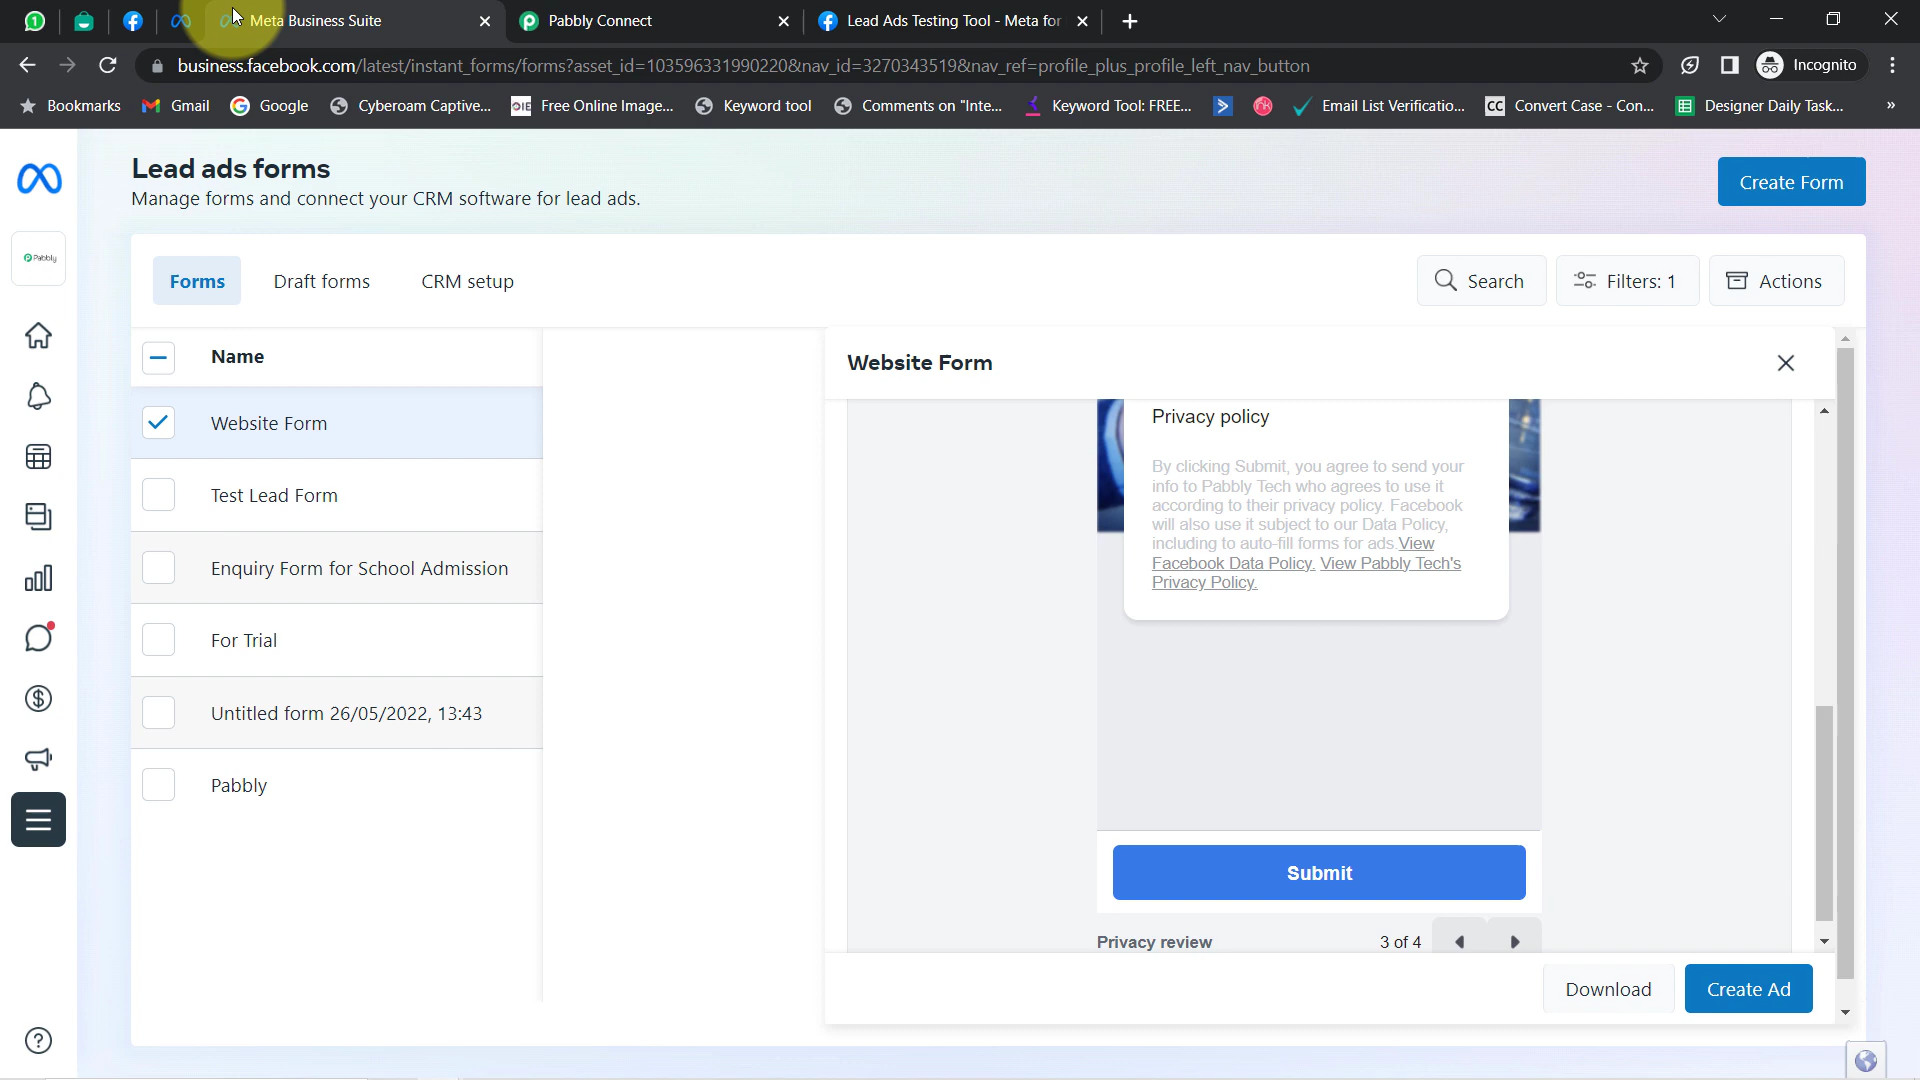 Meta Business Suite
Pabbly Connect
Lead Ads Testing Tool - Meta for
business.facebook.com/latest/instant_forms/forms?asset_id=103596331990220&nav_id=3270343519&nav_ref=profile_plus_profile_left_nav_button
Incognito
Bookmarks
Gmail
Google
Cyberoam Captive...
Free Online Image...
Keyword tool
Comments on "Inte...
Keyword Tool: FREE...
Email List Verificatio...
CC
Convert Case - Con...
Designer Daily Task...
»
Lead ads forms
Manage forms and connect your CRM software for lead ads.
Create Form
Pabbly
Forms
Draft forms
CRM setup
Search
Filters: 1
Actions
Name
Website Form
Test Lead Form
Enquiry Form for School Admission
For Trial
Untitled form 26/05/2022, 13:43
Pabbly
Website Form
Privacy policy
By clicking Submit, you agree to send your
info to Pabbly Tech who agrees to use it
according to their privacy policy. Facebook
will also use it subject to our Data Policy,
including to auto-fill forms for ads.View
Facebook Data Policy. View Pabbly Tech's
Privacy Policy.
Submit
Privacy review
3 of 4
Download
Create Ad